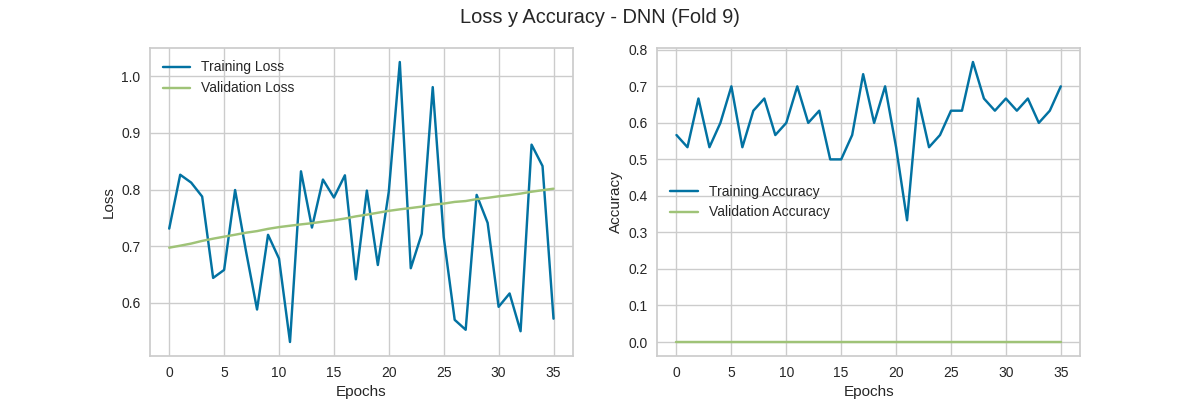 Loss y Accuracy - DNN (Fold 9)
Training Loss
Validation Loss
1.0
0.9
0.8
0.7
0.6
Loss
0 5 10 15 20 25 30 35
Epochs
0.8
0.7
0.6
0.5
0.4
0.3
0.2
0.1
0.0
Accuracy
Training Accuracy
Validation Accuracy
0 5 10 15 20 25 30 35
Epochs